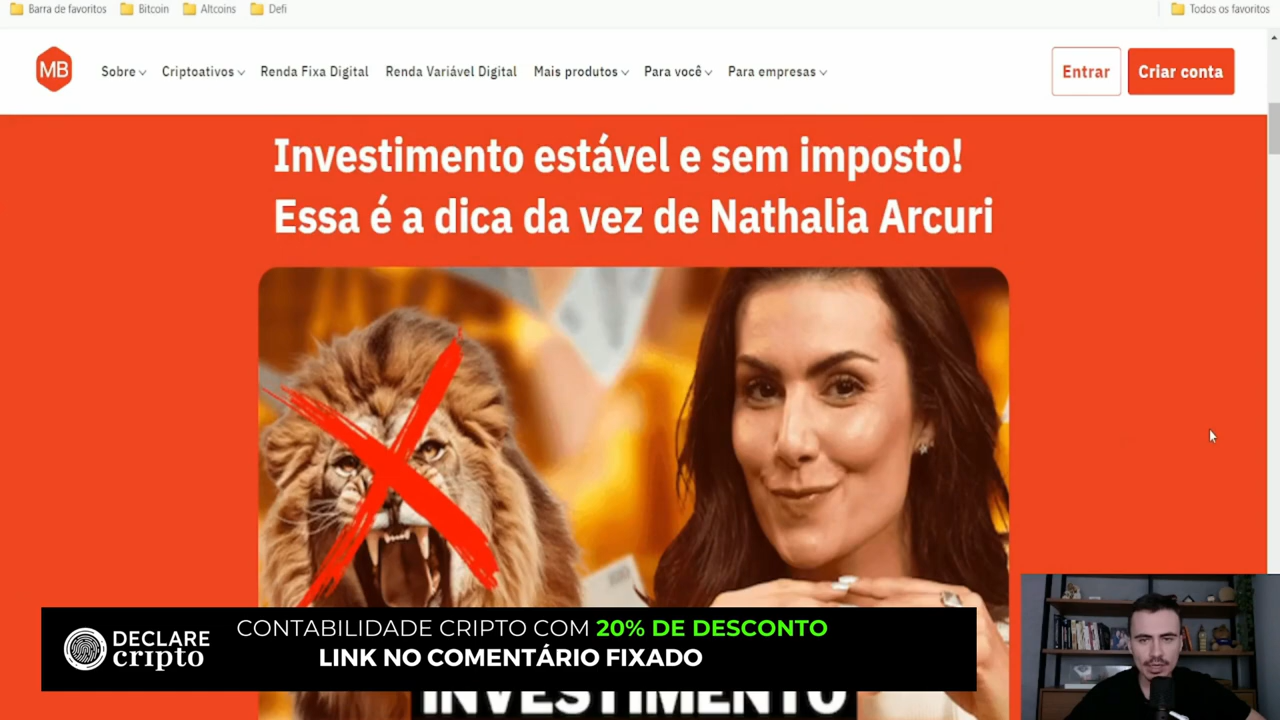 Barra de favoritos Bitcoin Altcoins Defi Todos os favoritos
MB Sobre Criptoativos Renda Fixa Digital Renda Variável Digital Mais produtos Para você Para empresas Entrar Criar conta
Investimento estável e sem imposto!
Essa é a dica da vez de Nathalia Arcuri
DECLARE
cripto
CONTABILIDADE CRIPTO COM 20% DE DESCONTO
LINK NO COMENTÁRIO FIXADO
INVESTIMENTO